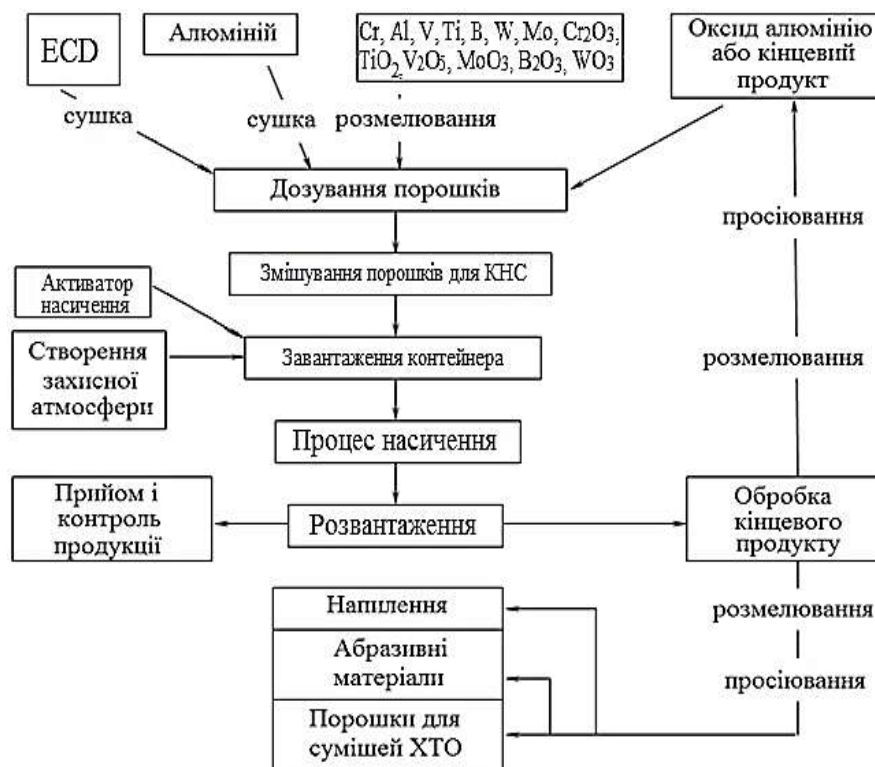 ECD
Алюміній
Cr, Al, V, Ti, B, W, Mo, Cr2O3,
TiO2, V2O5, MoO3, B2O3, WO3
Оксид алюмінію
або кінцевий
продукт
сушка
сушка
розмелювання
Дозування порошків
просіювання
Змішування порошків для КНС
Активатор
насичення
Створення
захисної
атмосфери
Завантаження контейнера
розмелювання
Процес насичення
Прийом і
контроль
продукції
Розвантаження
Обробка
кінцевого
продукту
Напилення
розмелювання
Абразивні
матеріали
просіювання
Порошки для
сумішей ХТО